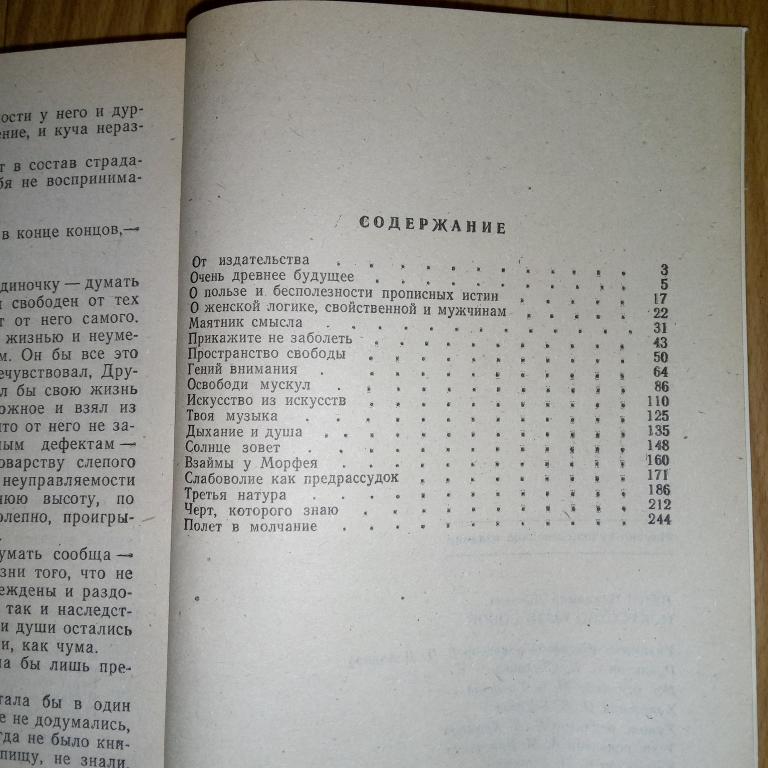 ости у него и дур-
ение, и куча нераз-
т в состав страда-
бя не воспринима-
в конце концов,—
диночку — думать
свободен от тех
т от него самого.
жизнью и неуме-
м. Он бы все это
ечувствовал, Дру-
л бы свою жизнь
ожное и взял из
что от него не за-
ным дефектам —
оварству слепого
неуправляемости
нюю высоту, по
олепно, проигры-
умать сообща —
зни того, что не
еждены и раздо-
так и наследст-
и души остались
и, как чума.
ла бы лишь пре-
тала бы в один
е не додумались,
гда не было кни-
пищу, не знали,
СОДЕРЖАНИЕ
От издательства . . . . . . . . . . 3
Очень древнее будущее . . . . . . . . . 5
О пользе и бесполезности прописных истин . . . . . 17
О женской логике, свойственной и мужчинам . . . . . 22
Маятник смысла . . . . . . . . . . 31
Прикажите не заболеть . . . . . . . . . 43
Пространство свободы . . . . . . . . . 50
Гений внимания . . . . . . . . . . 64
Освободи мускул . . . . . . . . . . 86
Искусство из искусств . . . . . . . . . 110
Твоя музыка . . . . . . . . . . 125
Дыхание и душа . . . . . . . . . . 135
Солнце зовет . . . . . . . . . . 148
Взаймы у Морфея . . . . . . . . . . 160
Слабоволие как предрассудок . . . . . . . . 171
Третья натура . . . . . . . . . . 186
Черт, которого знаю . . . . . . . . . 212
Полет в молчание . . . . . . . . . . 244